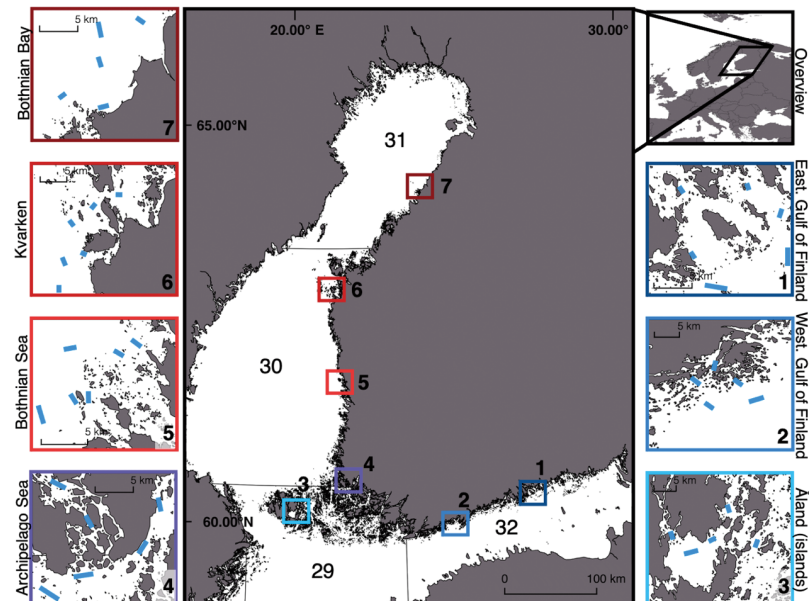 Bothnian Bay
5 km
7
Kvarken
5 km
6
Bothnian Sea
5 km
5
Archipelago Sea
5 km
4
20.00° E
30.00°
65.00°N
60.00°N
31
7
6
30
5
4
3
2
1
32
29
0
100 km
Overview
East. Gulf of Finland
km
1
West. Gulf of Finland
5 km
2
Åland (islands)
5 km
3